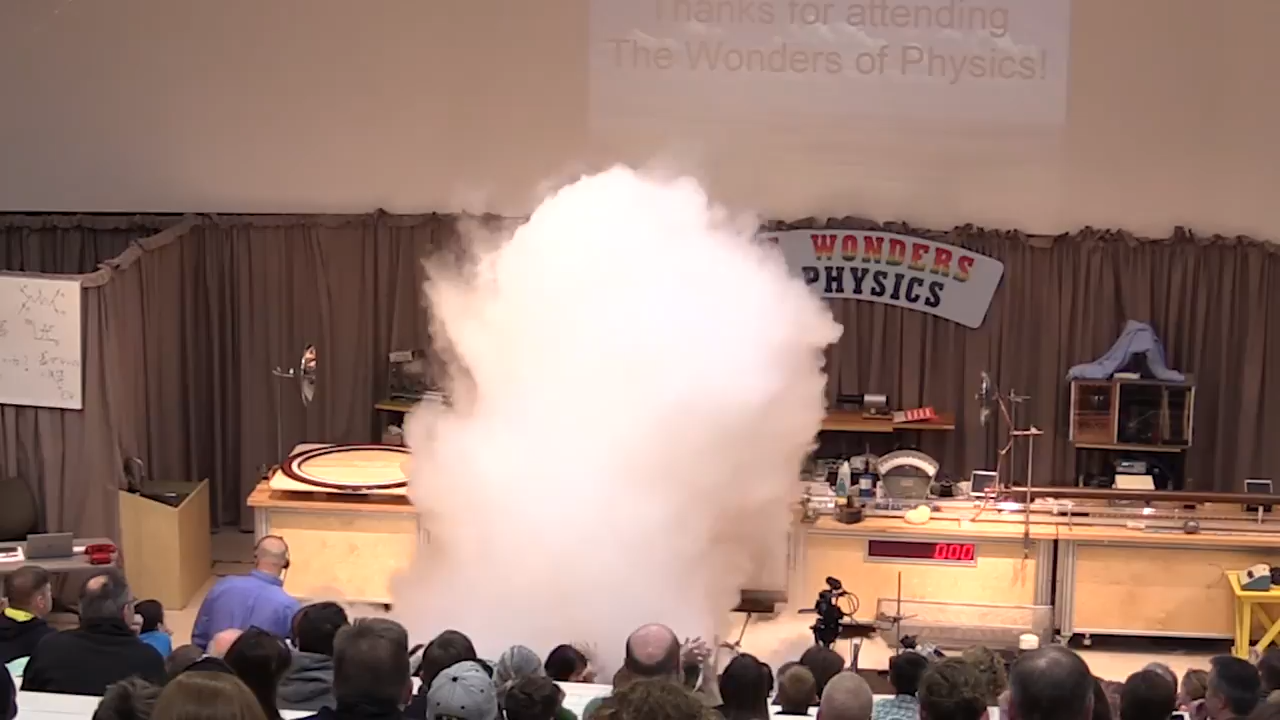 Thanks for attending
The Wonders of Physics!
WONDERS
PHYSICS
000